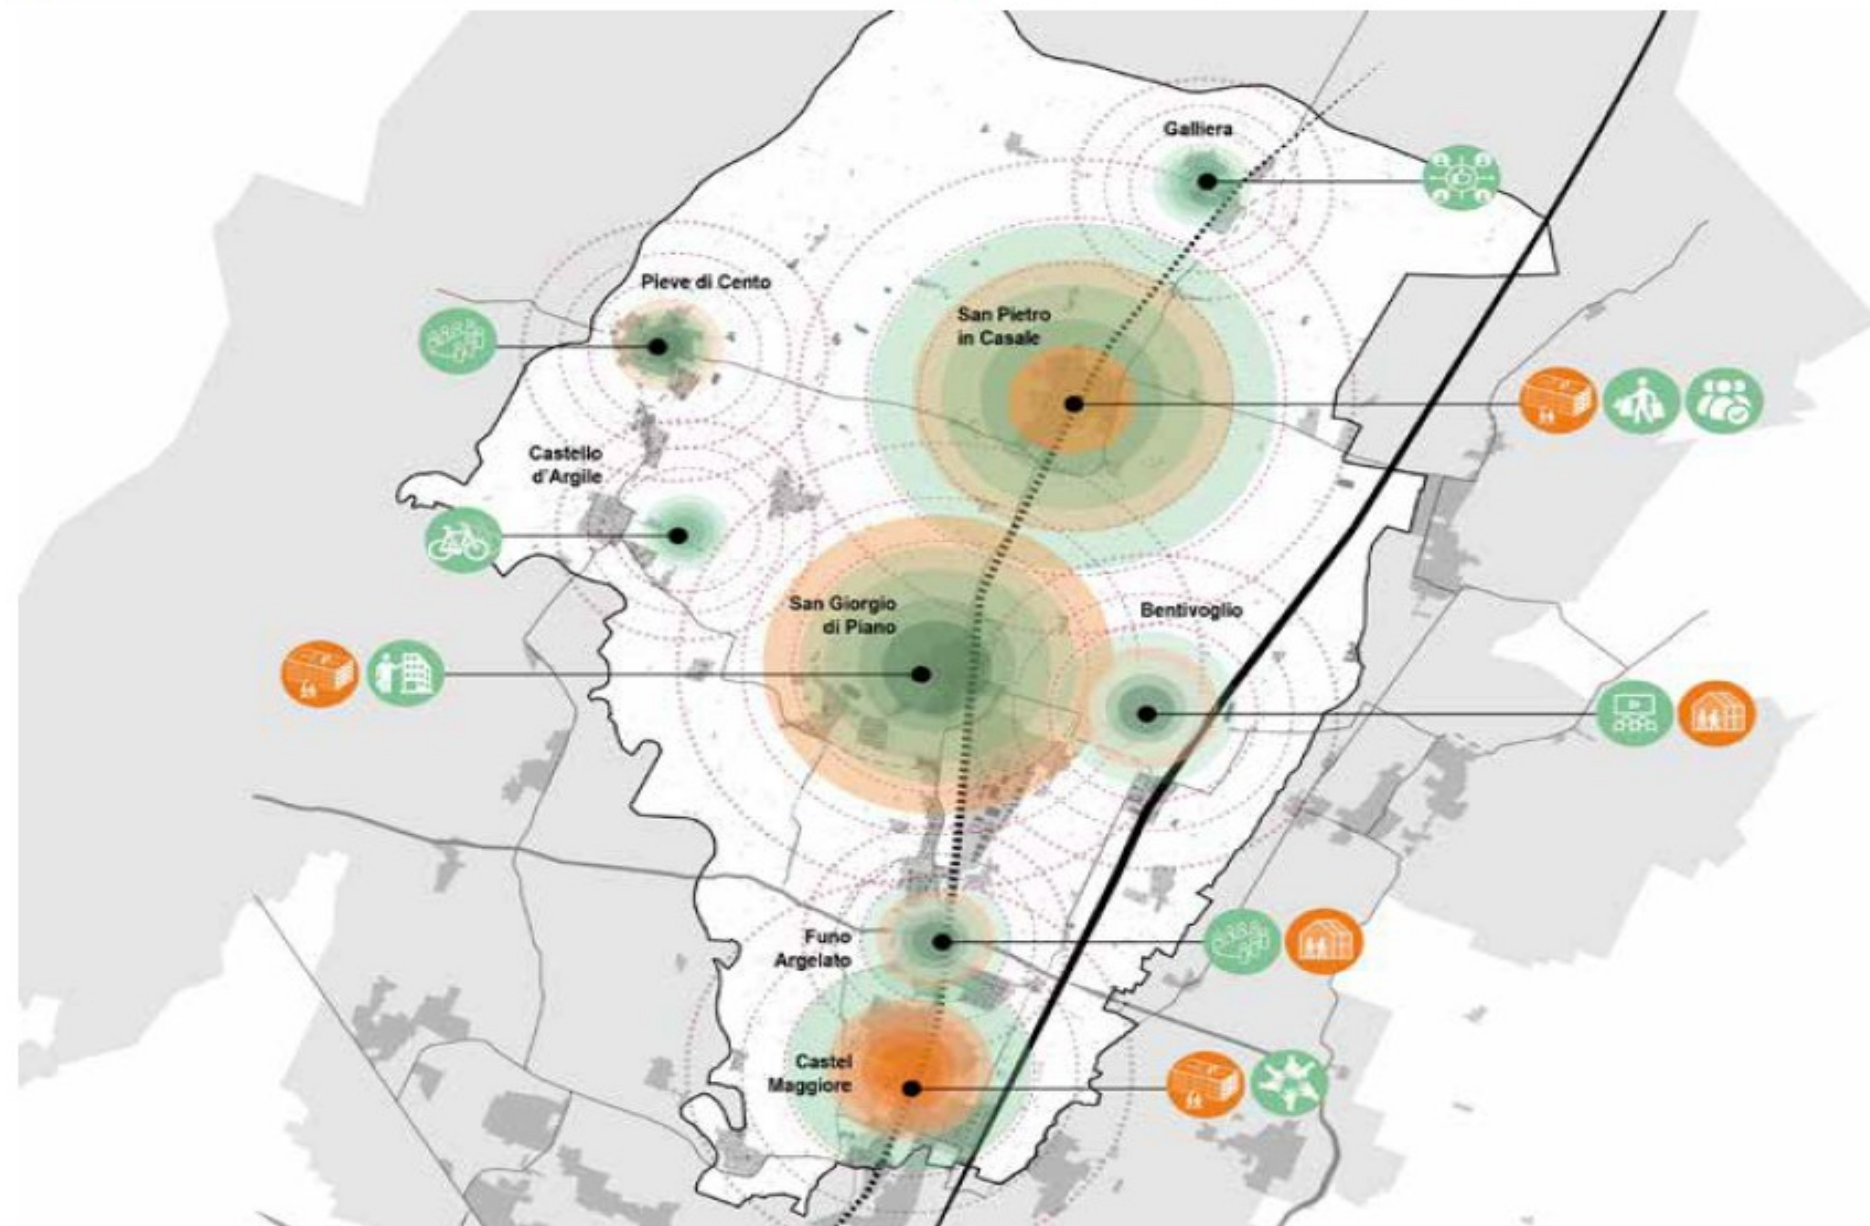 Galliera
Pieve di Cento
San Pietro
in Casale
Castello
d'Argile
San Giorgio
di Piano
Bentivoglio
Funo
Argelato
Castel
Maggiore